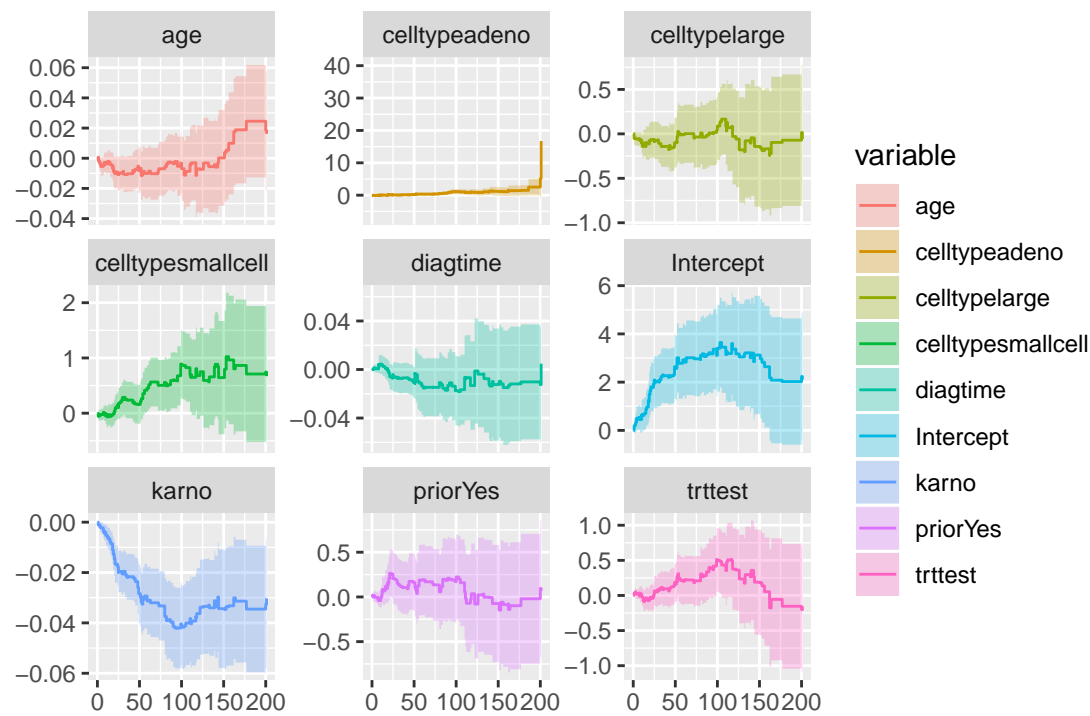 age celltypeadeno celltypelarge
0.06
0.04
0.02
0.00
−0.02
−0.04
40
30
20
10
0
0.5
0.0
−0.5
−1.0
celltypesmallcell diagtime Intercept
2
1
0
0.04
0.00
−0.04
6
4
2
0
karno priorYes trttest
0.00
−0.02
−0.04
−0.06
0.5
0.0
−0.5
1.0
0.5
0.0
−0.5
−1.0
0 50 100 150 200 0 50 100 150 200 0 50 100 150 200
variable
age
celltypeadeno
celltypelarge
celltypesmallcell
diagtime
Intercept
karno
priorYes
trttest